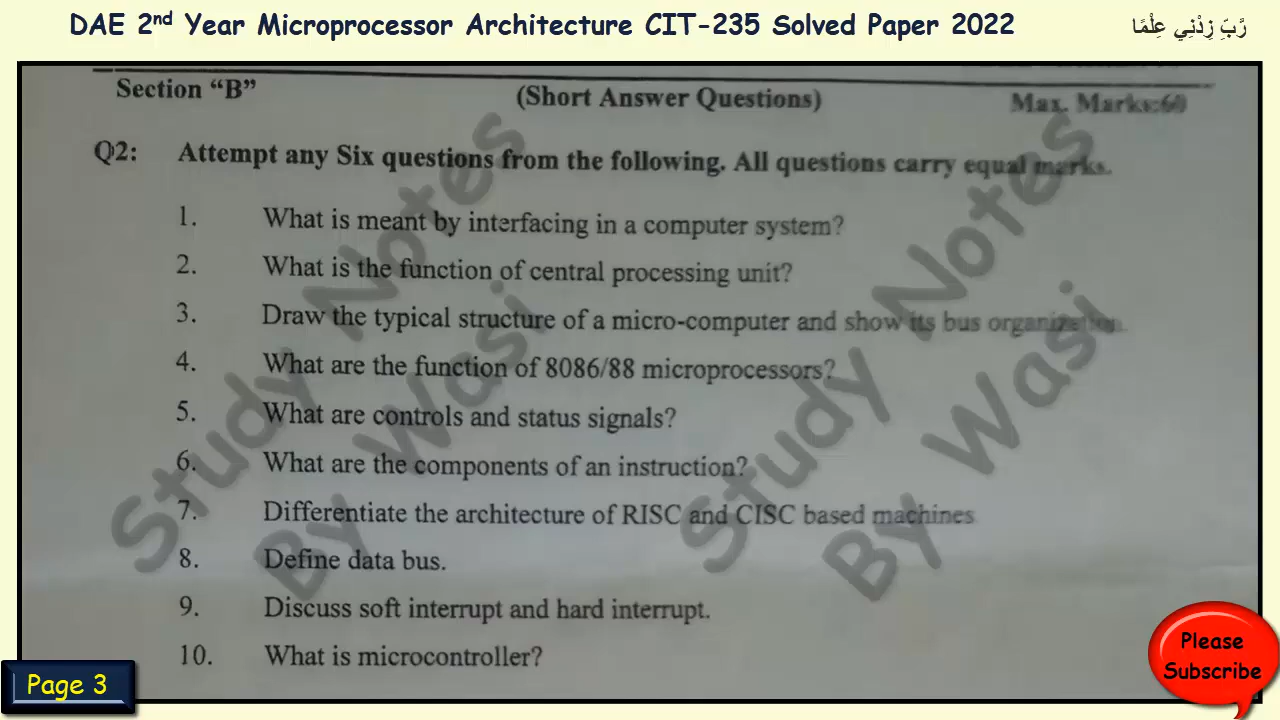 DAE 2nd Year Microprocessor Architecture CIT-235 Solved Paper 2022
رَّبِّ زِدْنِي عِلْمًا
Section “B” (Short Answer Questions) Max. Marks:60
Q2: Attempt any Six questions from the following. All questions carry equal marks.
1. What is meant by interfacing in a computer system?
2. What is the function of central processing unit?
3. Draw the typical structure of a micro-computer and show its bus organization.
4. What are the function of 8086/88 microprocessors?
5. What are controls and status signals?
6. What are the components of an instruction?
7. Differentiate the architecture of RISC and CISC based machines
8. Define data bus.
9. Discuss soft interrupt and hard interrupt.
10. What is microcontroller?
Study Notes
By Wasi
Study Notes
By Wasi
Page 3
Please
Subscribe